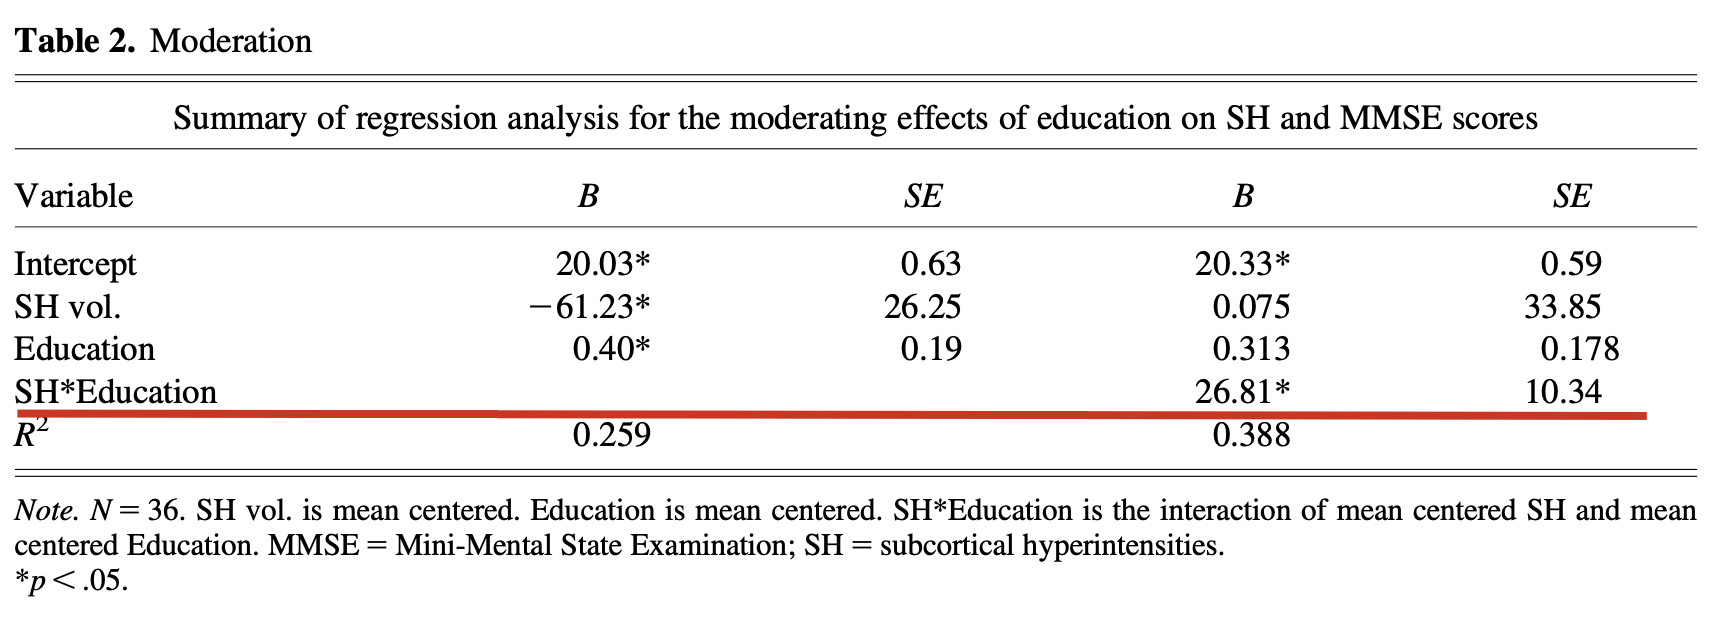 Table 2. Moderation
Summary of regression analysis for the moderating effects of education on SH and MMSE scores
Variable B SE B SE
Intercept 20.03* 0.63 20.33* 0.59
SH vol. −61.23* 26.25 0.075 33.85
Education 0.40* 0.19 0.313 0.178
SH*Education 26.81* 10.34
R² 0.259 0.388
Note. N = 36. SH vol. is mean centered. Education is mean centered. SH*Education is the interaction of mean centered SH and mean
centered Education. MMSE = Mini-Mental State Examination; SH = subcortical hyperintensities.
*p < .05.